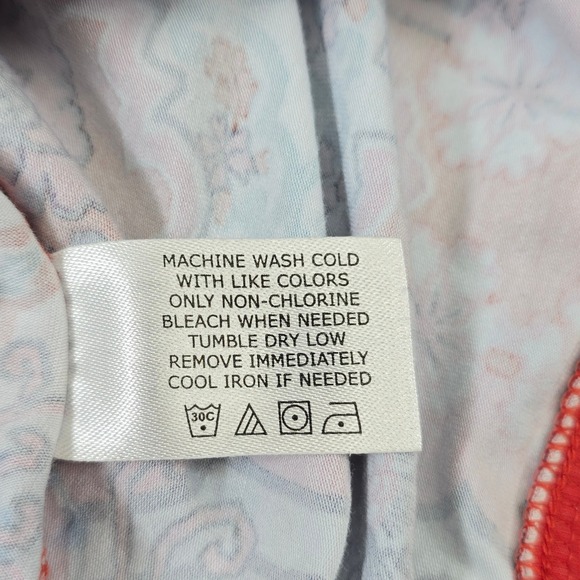 MACHINE WASH COLD
WITH LIKE COLORS
ONLY NON-CHLORINE
BLEACH WHEN NEEDED
TUMBLE DRY LOW
REMOVE IMMEDIATELY
COOL IRON IF NEEDED
30C